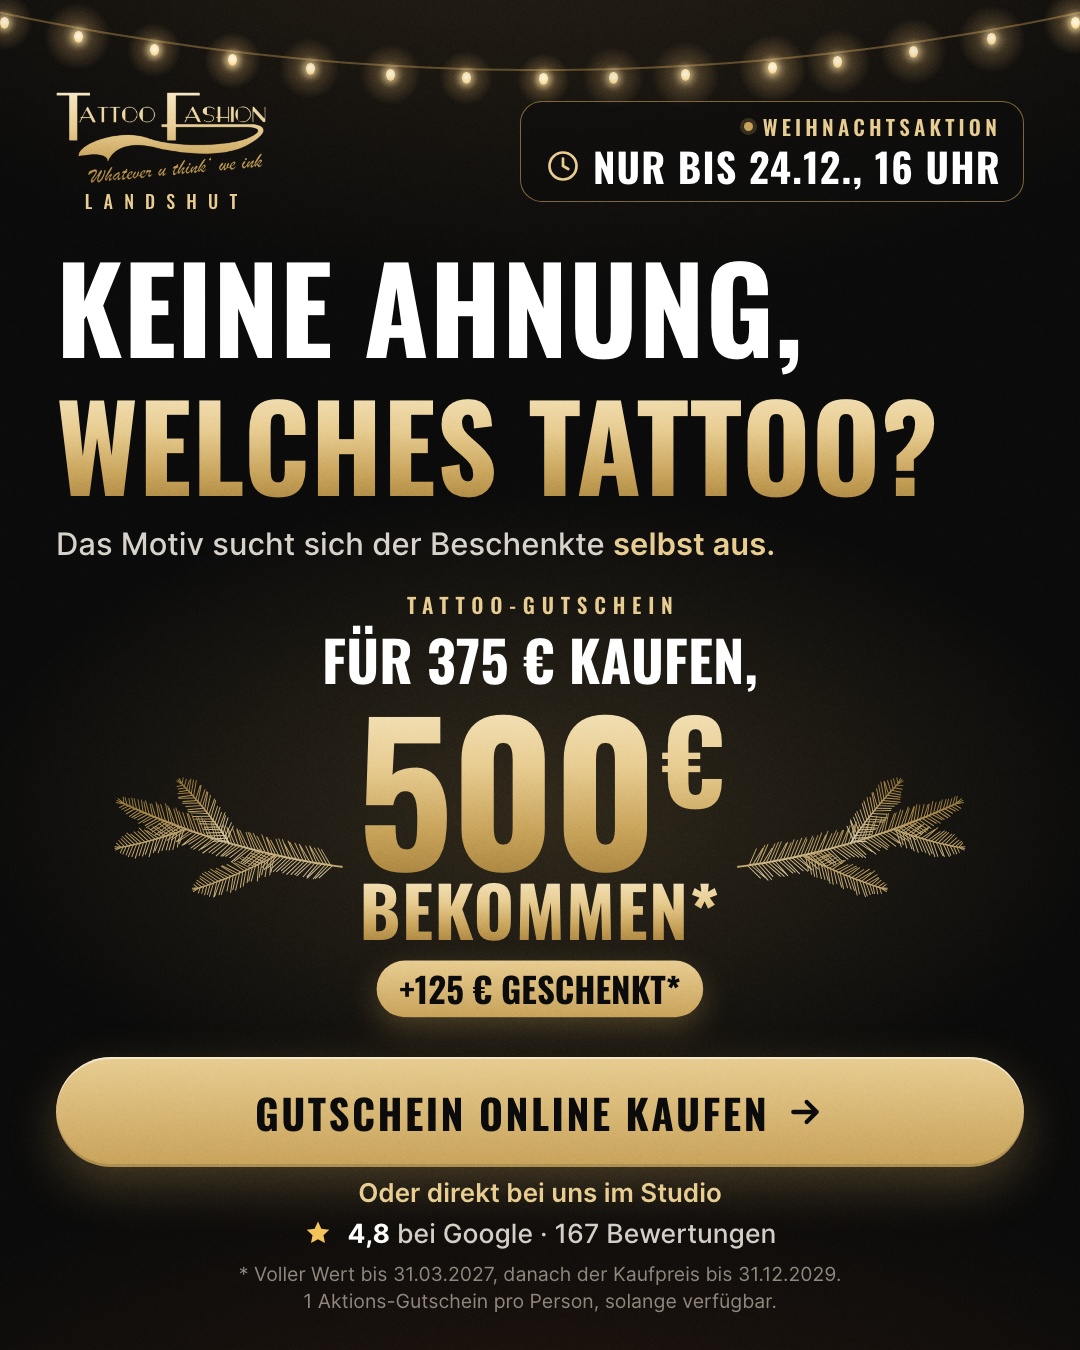 TATTOO FASHION
Whatever u think' we ink
LANDSHUT
WEIHNACHTSAKTION
NUR BIS 24.12., 16 UHR
KEINE AHNUNG,
WELCHES TATTOO?
Das Motiv sucht sich der Beschenkte selbst aus.
TATTOO-GUTSCHEIN
FÜR 375 € KAUFEN,
500€
BEKOMMEN*
+125 € GESCHENKT*
GUTSCHEIN ONLINE KAUFEN →
Oder direkt bei uns im Studio
★ 4,8 bei Google · 167 Bewertungen
* Voller Wert bis 31.03.2027, danach der Kaufpreis bis 31.12.2029.
1 Aktions-Gutschein pro Person, solange verfügbar.